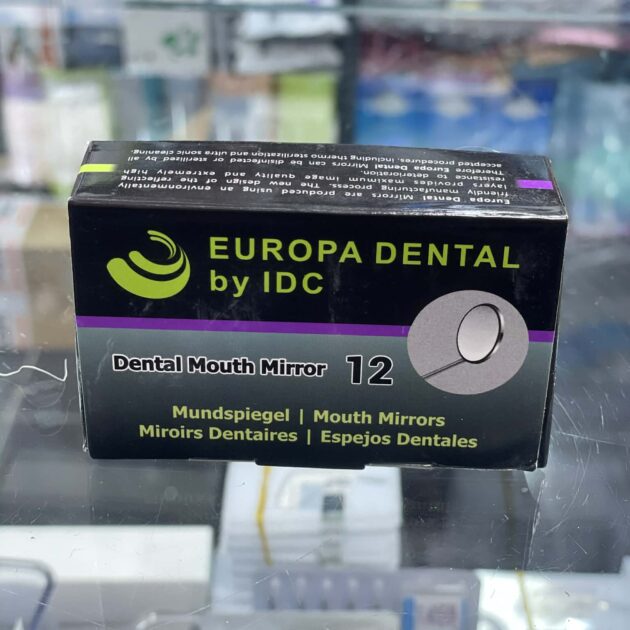 Europa Dental Mirrors are produced using an environmentally
friendly manufacturing process. The new design of the reflecting
layers provides maximum image quality and extremely high
resistance to deterioration.
Therefore Europa Dental Mirrors can be disinfected or sterilized by all
accepted procedures, including thermo sterilization and ultra sonic cleaning.
EUROPA DENTAL
by IDC
Dental Mouth Mirror 12
Mundspiegel | Mouth Mirrors
Miroirs Dentaires | Espejos Dentales